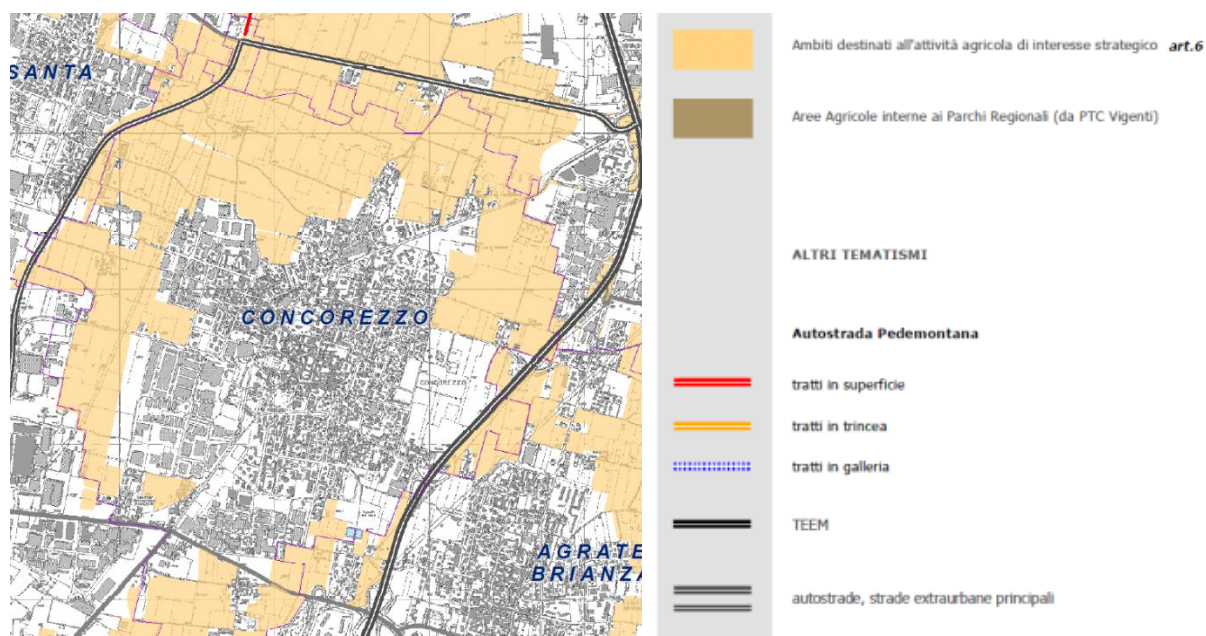 SANTA
CONCOREZZO
CONCOREZZO
AGRATE
BRIANZA
Ambiti destinati all'attività agricola di interesse strategico art.6
Aree Agricole interne ai Parchi Regionali (da PTC Vigenti)
ALTRI TEMATISMI
Autostrada Pedemontana
tratti in superficie
tratti in trincea
tratti in galleria
TEEM
autostrade, strade extraurbane principali